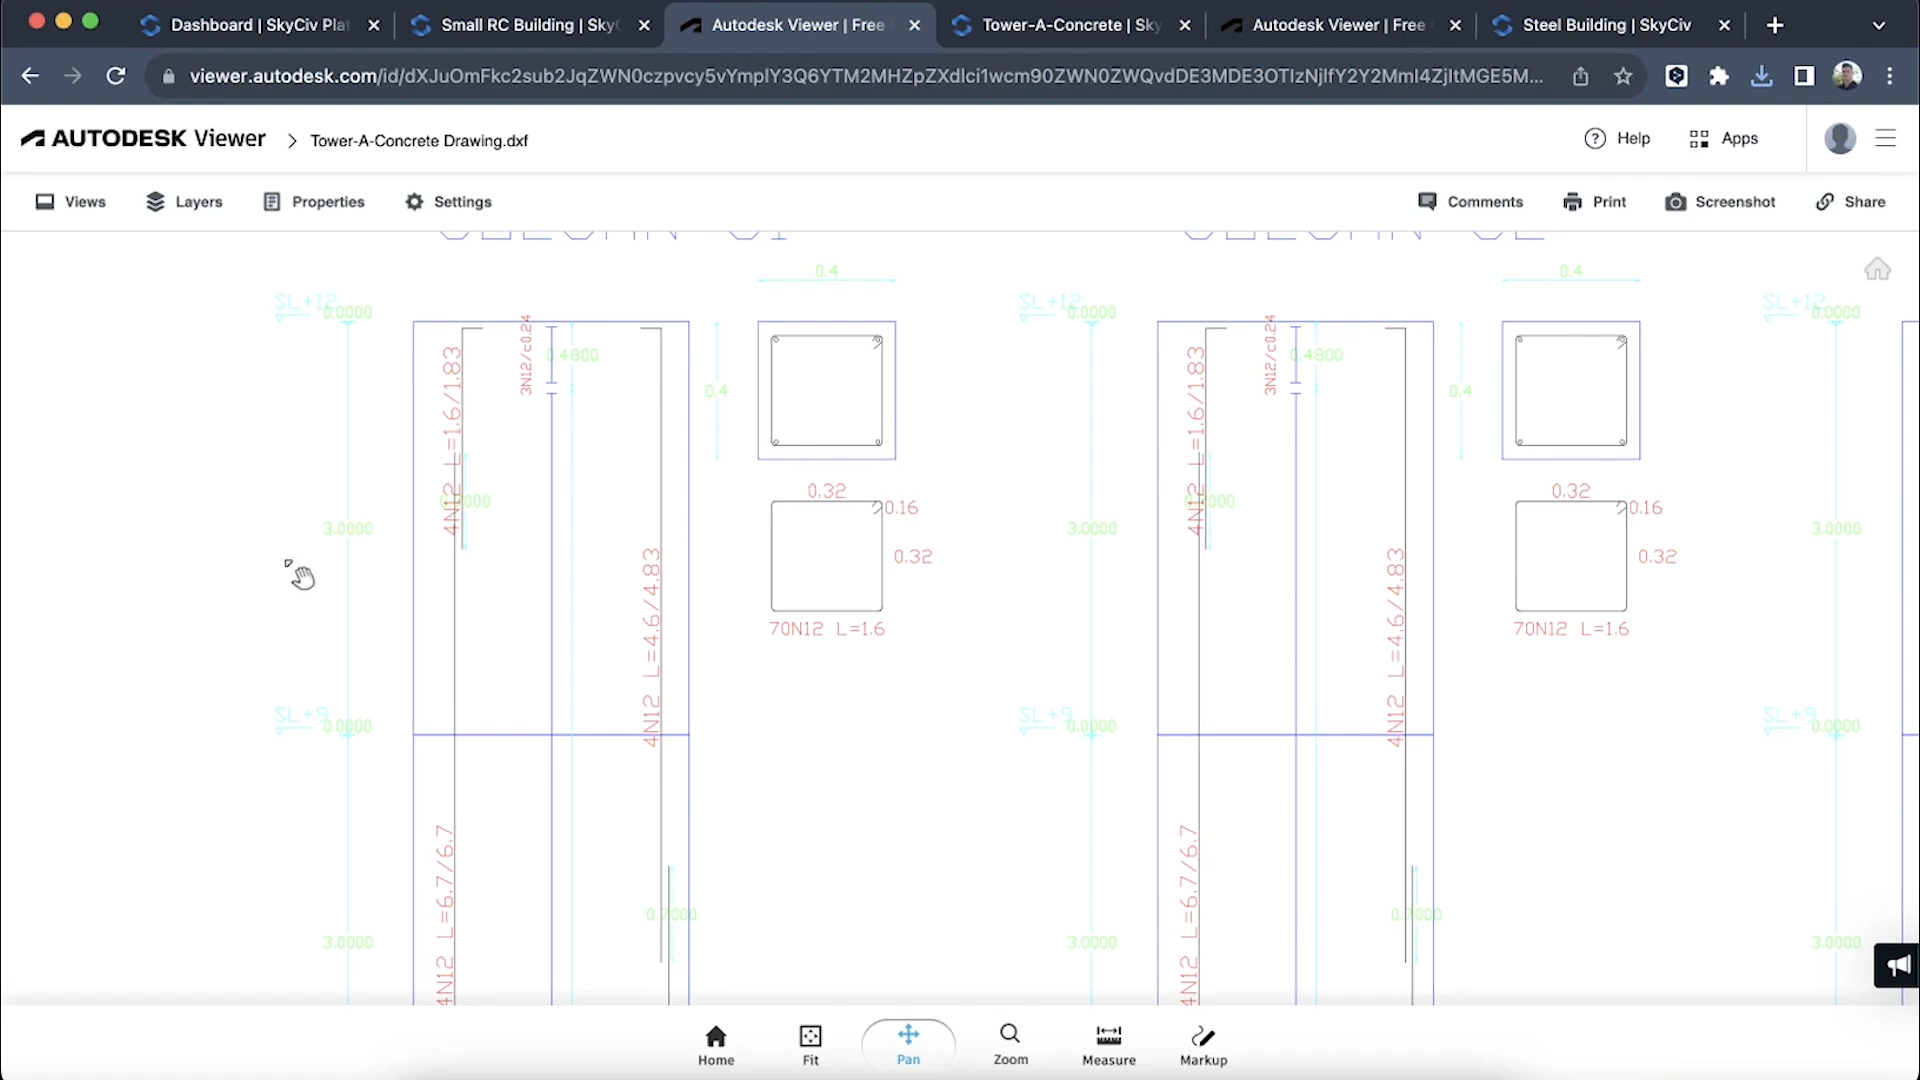 Dashboard | SkyCiv Plat
Small RC Building | SkyC
Autodesk Viewer | Free
Tower-A-Concrete | Sky
Autodesk Viewer | Free
Steel Building | SkyCiv
AUTODESK Viewer
Tower-A-Concrete Drawing.dxf
Help
Apps
Views
Layers
Properties
Settings
Comments
Print
Screenshot
Share
0.4
0.4
SL+12
0.0000
SL+12
0.0000
SL+12
0.0000
4N12 L=1.6/1.83
3N12/c0.24
0.4800
0.4
4N12 L=1.6/1.83
3N12/c0.24
0.4800
0.4
0.32
0.16
0.32
70N12 L=1.6
0.32
0.16
0.32
70N12 L=1.6
3.0000
3.0000
3.0000
4N12 L=4.6/4.83
4N12 L=4.6/4.83
SL+9
0.0000
SL+9
0.0000
SL+9
0.0000
4N12 L=6.7/6.7
0.7000
4N12 L=6.7/6.7
0.7000
3.0000
3.0000
3.0000
Home
Fit
Pan
Zoom
Measure
Markup